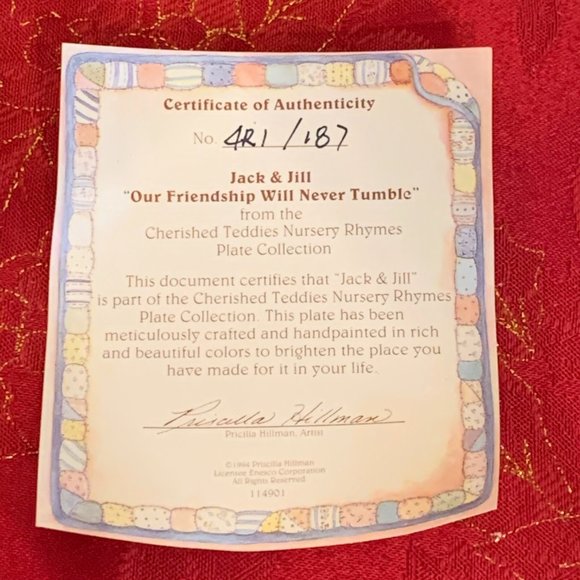 Certificate of Authenticity
No. 4R1/187
Jack & Jill
"Our Friendship Will Never Tumble"
from the
Cherished Teddies Nursery Rhymes
Plate Collection
This document certifies that "Jack & Jill"
is part of the Cherished Teddies Nursery Rhymes
Plate Collection. This plate has been
meticulously crafted and handpainted in rich
and beautiful colors to brighten the place you
have made for it in your life.
Priscilla Hillman
Pricilla Hillman, Artist
©1994 Priscilla Hillman
Licensee Enesco Corporation
All Rights Reserved
114901